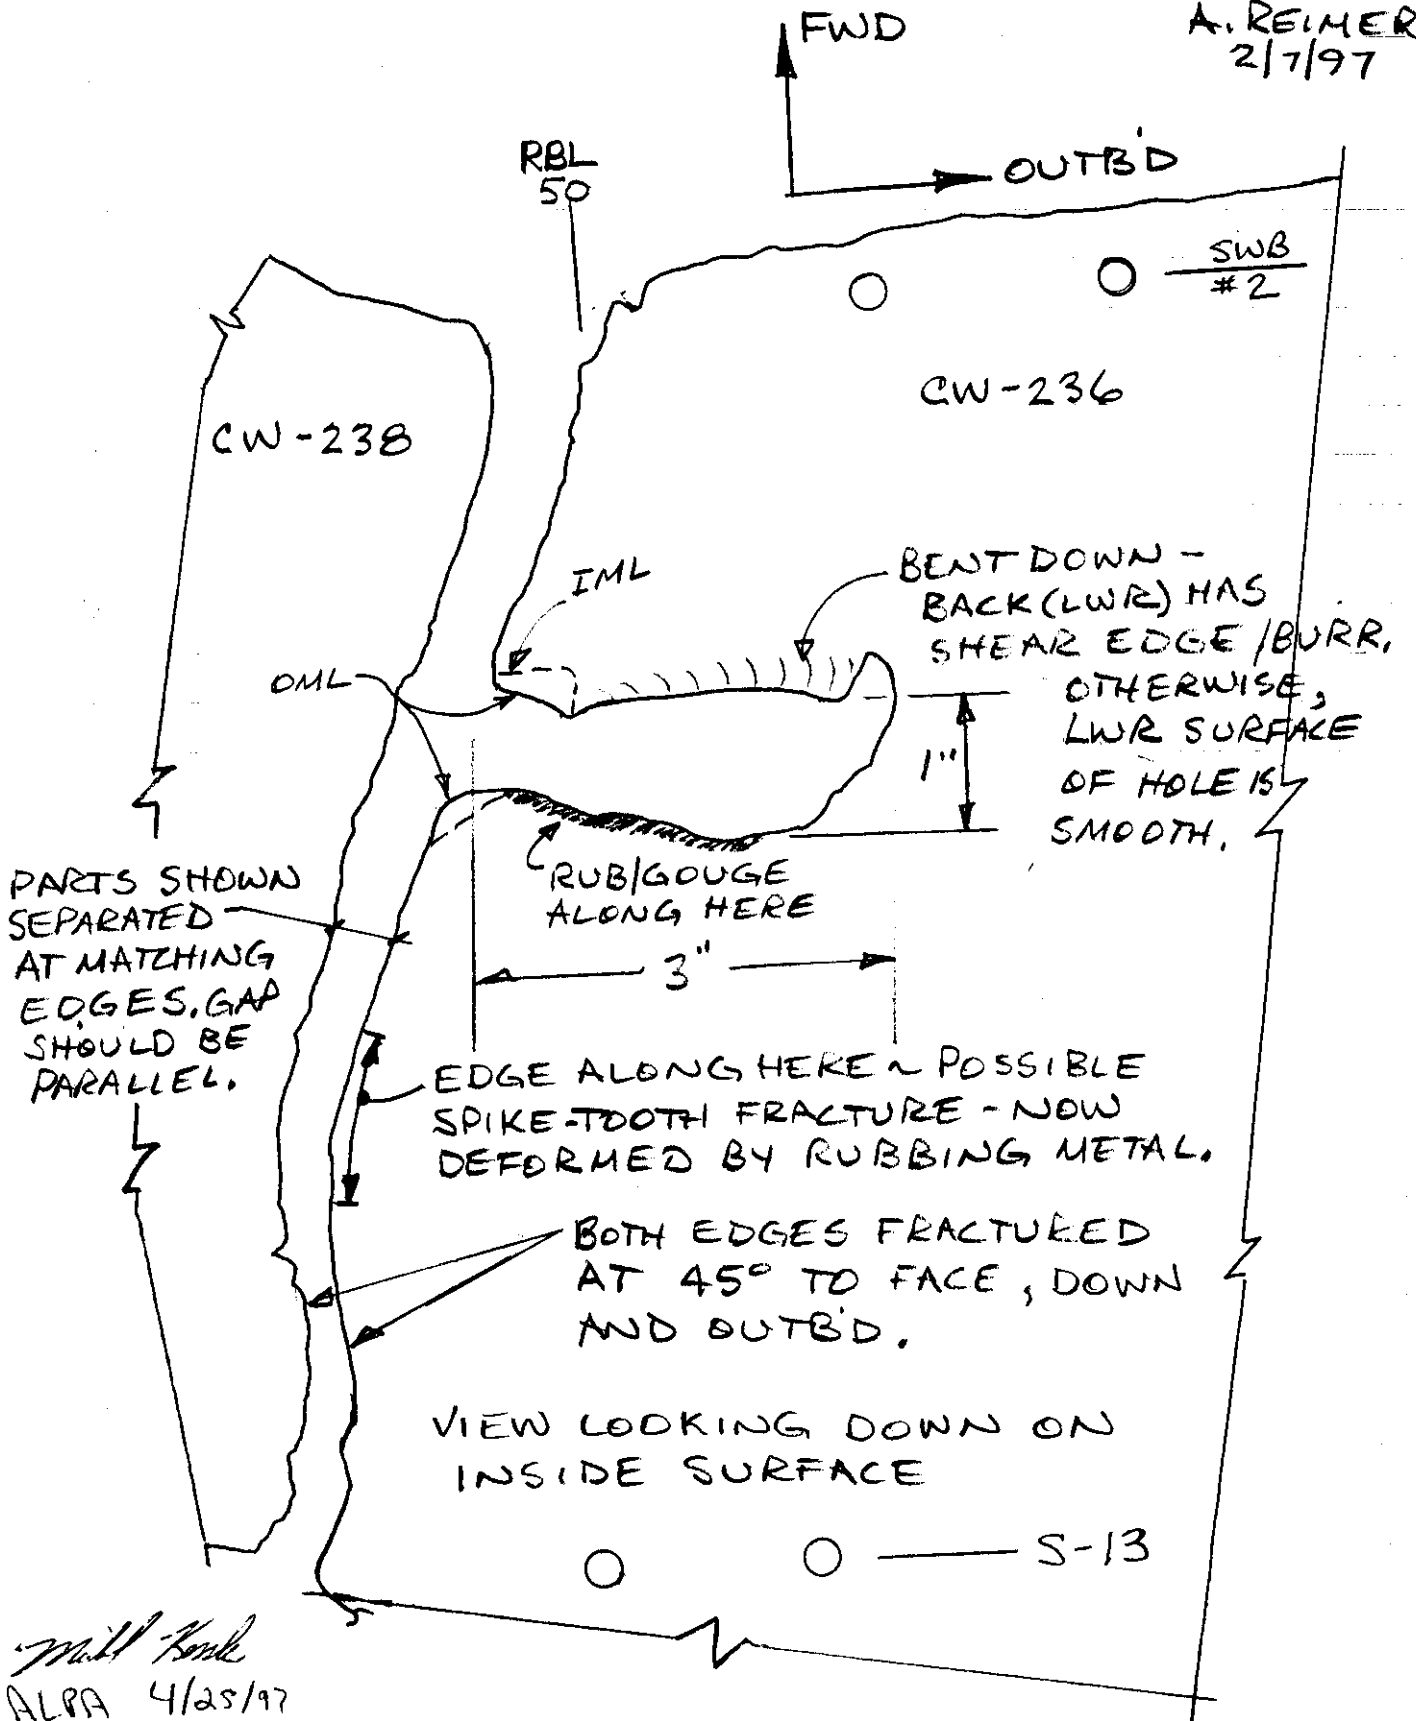 FWD
A. REIMER
2/7/97
RBL
50
OUTB'D
SWB
#2
CW-236
CW-238
IML
BENT DOWN -
BACK (LWR) HAS
SHEAR EDGE/BURR.
OTHERWISE,
LWR SURFACE
OF HOLE IS
SMOOTH.
OML
1"
RUB/GOUGE
ALONG HERE
PARTS SHOWN
SEPARATED
AT MATCHING
EDGES. GAP
SHOULD BE
PARALLEL.
3"
EDGE ALONG HERE ~ POSSIBLE
SPIKE-TOOTH FRACTURE - NOW
DEFORMED BY RUBBING METAL.
BOTH EDGES FRACTURED
AT 45° TO FACE, DOWN
AND OUTB'D.
VIEW LOOKING DOWN ON
INSIDE SURFACE
S-13
ALPA 4/25/97